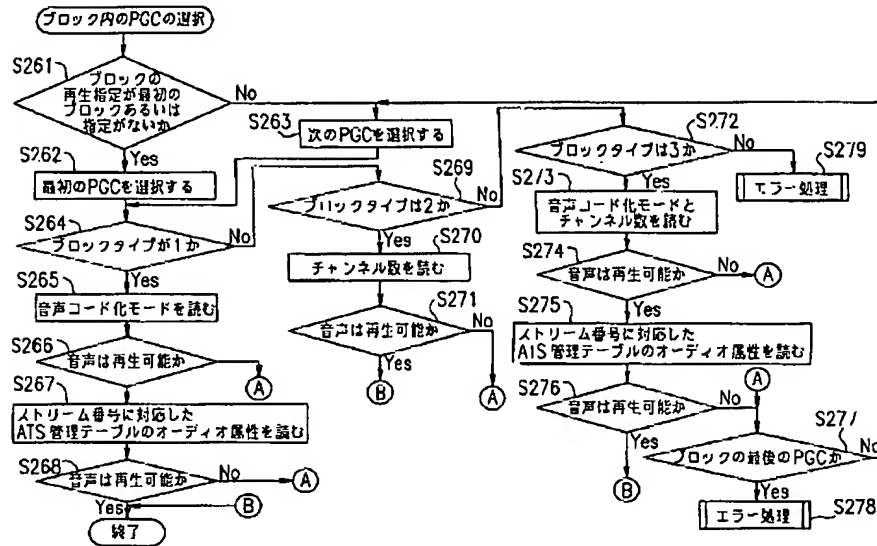 ブロック内のPGCの選択
S261
ブロックの
再生指定が最初の
ブロックあるいは
指定がないか
No
Yes
S262
最初のPGCを選択する
S263
次のPGCを選択する
S264
ブロックタイプが1か
No
Yes
S265
音声コード化モードを読む
S266
音声は再生可能か
A
S267
ストリーム番号に対応した
ATS管理テーブルのオーディオ属性を読む
S268
音声は再生可能か
No
A
Yes
B
終了
S269
ブロックタイプは2か
No
Yes
S270
チャンネル数を読む
S271
音声は再生可能か
No
Yes
B
A
S272
ブロックタイプは3か
No
Yes
S279
エラー処理
S273
音声コード化モードと
チャンネル数を読む
S274
音声は再生可能か
No
A
Yes
S275
ストリーム番号に対応した
ATS管理テーブルのオーディオ属性を読む
S276
音声は再生可能か
No
A
Yes
B
S277
ブロックの最後のPGCか
No
Yes
エラー処理
S278